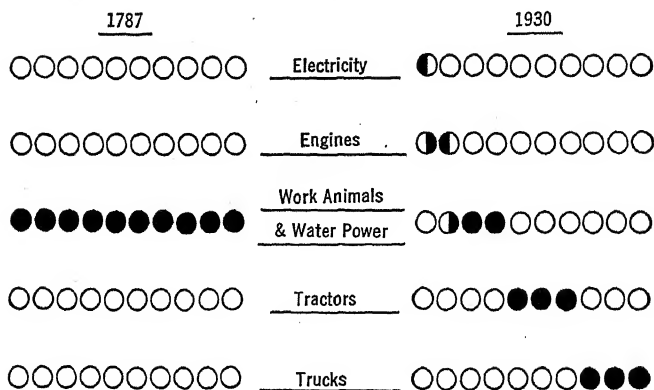 1787 1930
Electricity
Engines
Work Animals
& Water Power
Tractors
Trucks